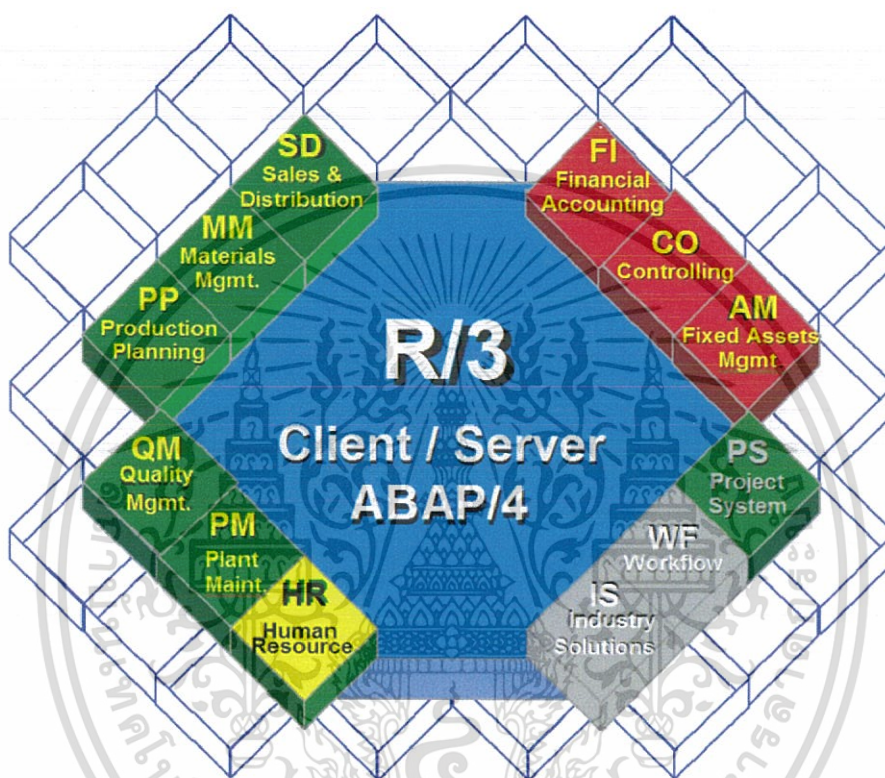 SD
Sales &
Distribution
MM
Materials
Mgmt.
PP
Production
Planning
FI
Financial
Accounting
CO
Controlling
AM
Fixed Assets
Mgmt
R/3
Client / Server
ABAP/4
QM
Quality
Mgmt.
PM
Plant
Maint.
HR
Human
Resource
PS
Project
System
WF
Workflow
IS
Industry
Solutions